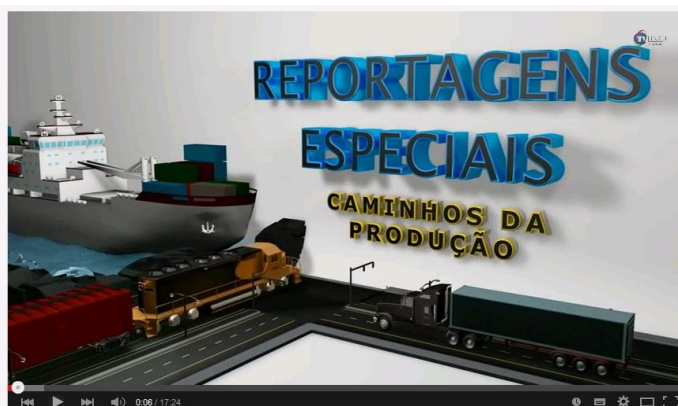 REPORTAGENS
ESPECIAIS
CAMINHOS DA
PRODUÇÃO
0:06 / 17:24